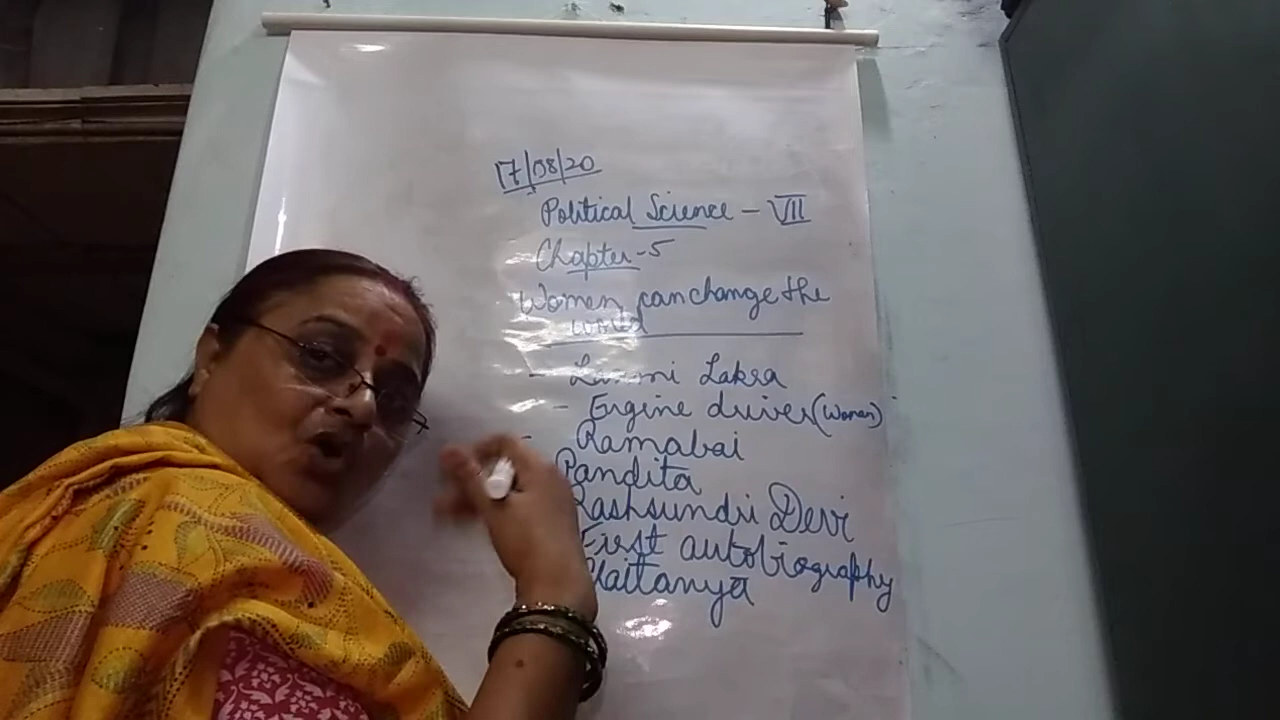 17/08/20
Political Science - VII
Chapter-5
Women can change the
world
- Laxmi Lakra
- Engine driver (Women)
- Ramabai
Pandita
Rashsundri Devi
First autobiography
Chaitanya